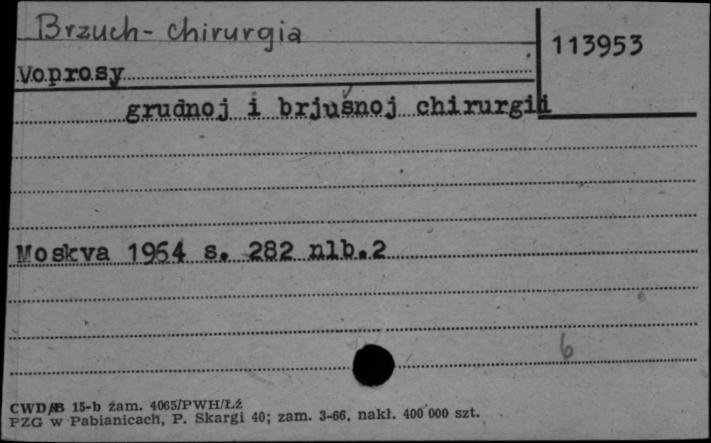 Brzuch - chirurgia
113953
Voprosy
grudnoj i brjušnoj chirurgii
Moskva 1964 s. 282 nlb.2
6
CWD/B 15-b zam. 4065/PWH/Łź
PZG w Pabianicach, P. Skargi 40; zam. 3-66, nakł. 400 000 szt.